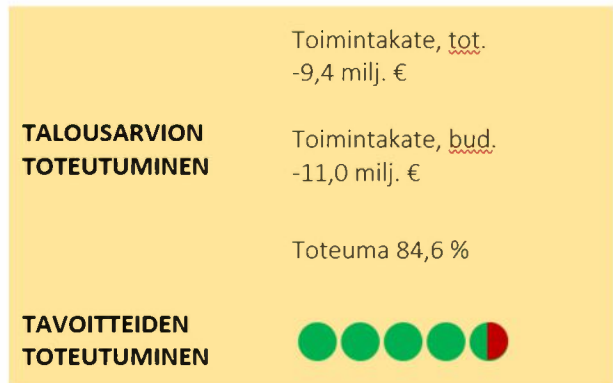 Toimintakate, tot.
-9,4 milj. €
TALOUSARVION
TOTEUTUMINEN
Toimintakate, bud.
-11,0 milj. €
Toteuma 84,6 %
TAVOITTEIDEN
TOTEUTUMINEN